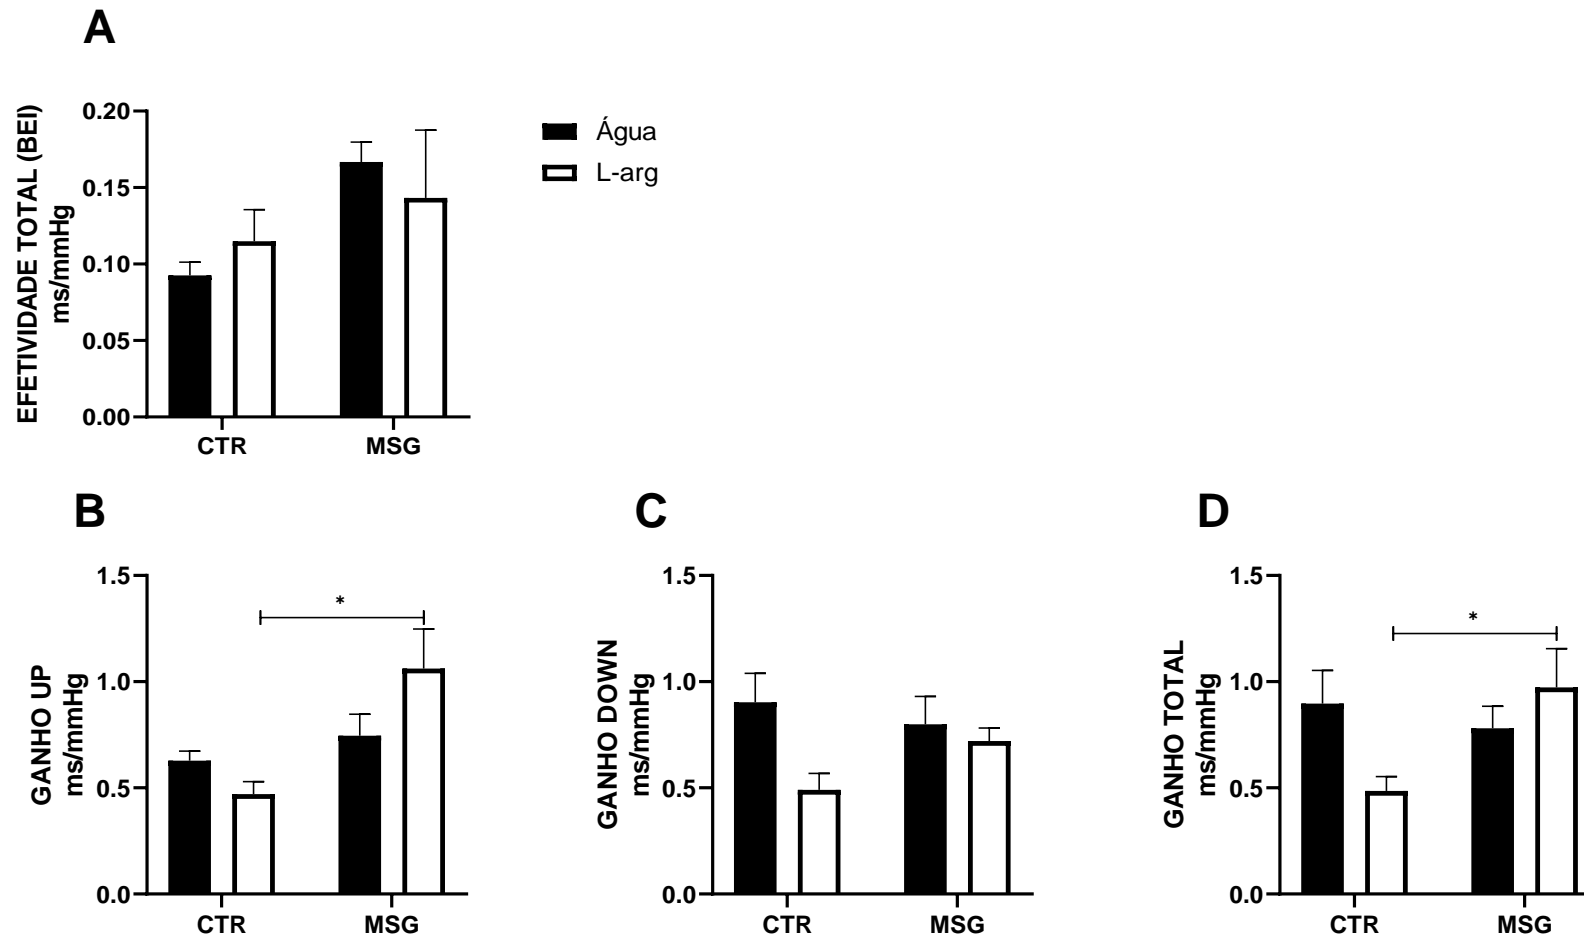 A
EFETIVIDADE TOTAL (BEI)
ms/mmHg
0.20
0.15
0.10
0.05
0.00
CTR
MSG
Água
L-arg
B
GANHO UP
ms/mmHg
1.5
1.0
0.5
0.0
*
CTR
MSG
C
GANHO DOWN
ms/mmHg
1.5
1.0
0.5
0.0
CTR
MSG
D
GANHO TOTAL
ms/mmHg
1.5
1.0
0.5
0.0
*
CTR
MSG